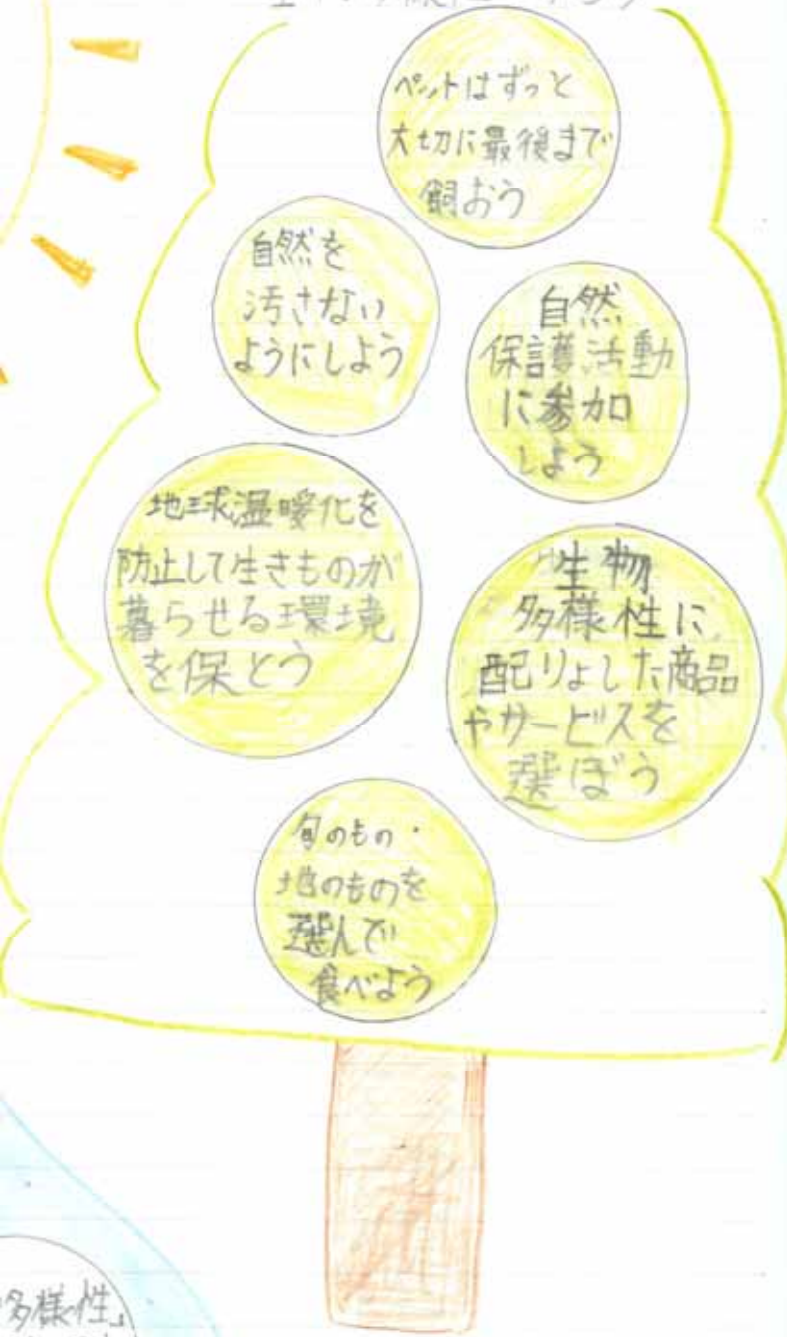 ペットはずっと
大切に最後まで
飼おう
自然を
汚さない
ようにしよう
自然
保護活動
に参加
しよう
地球温暖化を
防止して生きものが
暮らせる環境
を保とう
生物
多様性に
配りょした商品
やサービスを
選ぼう
旬のもの・
地のものを
選んで
食べよう
多様性」